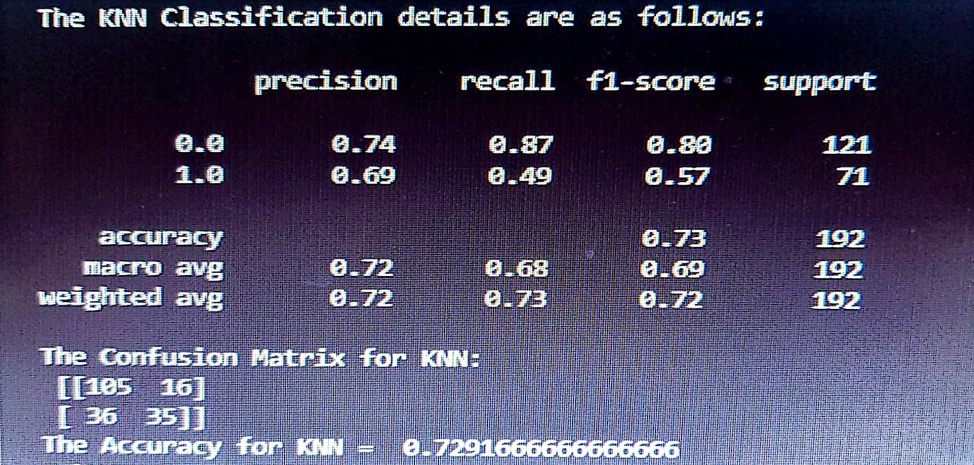 The KNN Classification details are as follows:
precision recall f1-score support
0.0 0.74 0.87 0.80 121
1.0 0.69 0.49 0.57 71
accuracy 0.73 192
macro avg 0.72 0.68 0.69 192
weighted avg 0.72 0.73 0.72 192
The Confusion Matrix for KNN:
[[105 16]
[ 36 35]]
The Accuracy for KNN = 0.7291666666666666